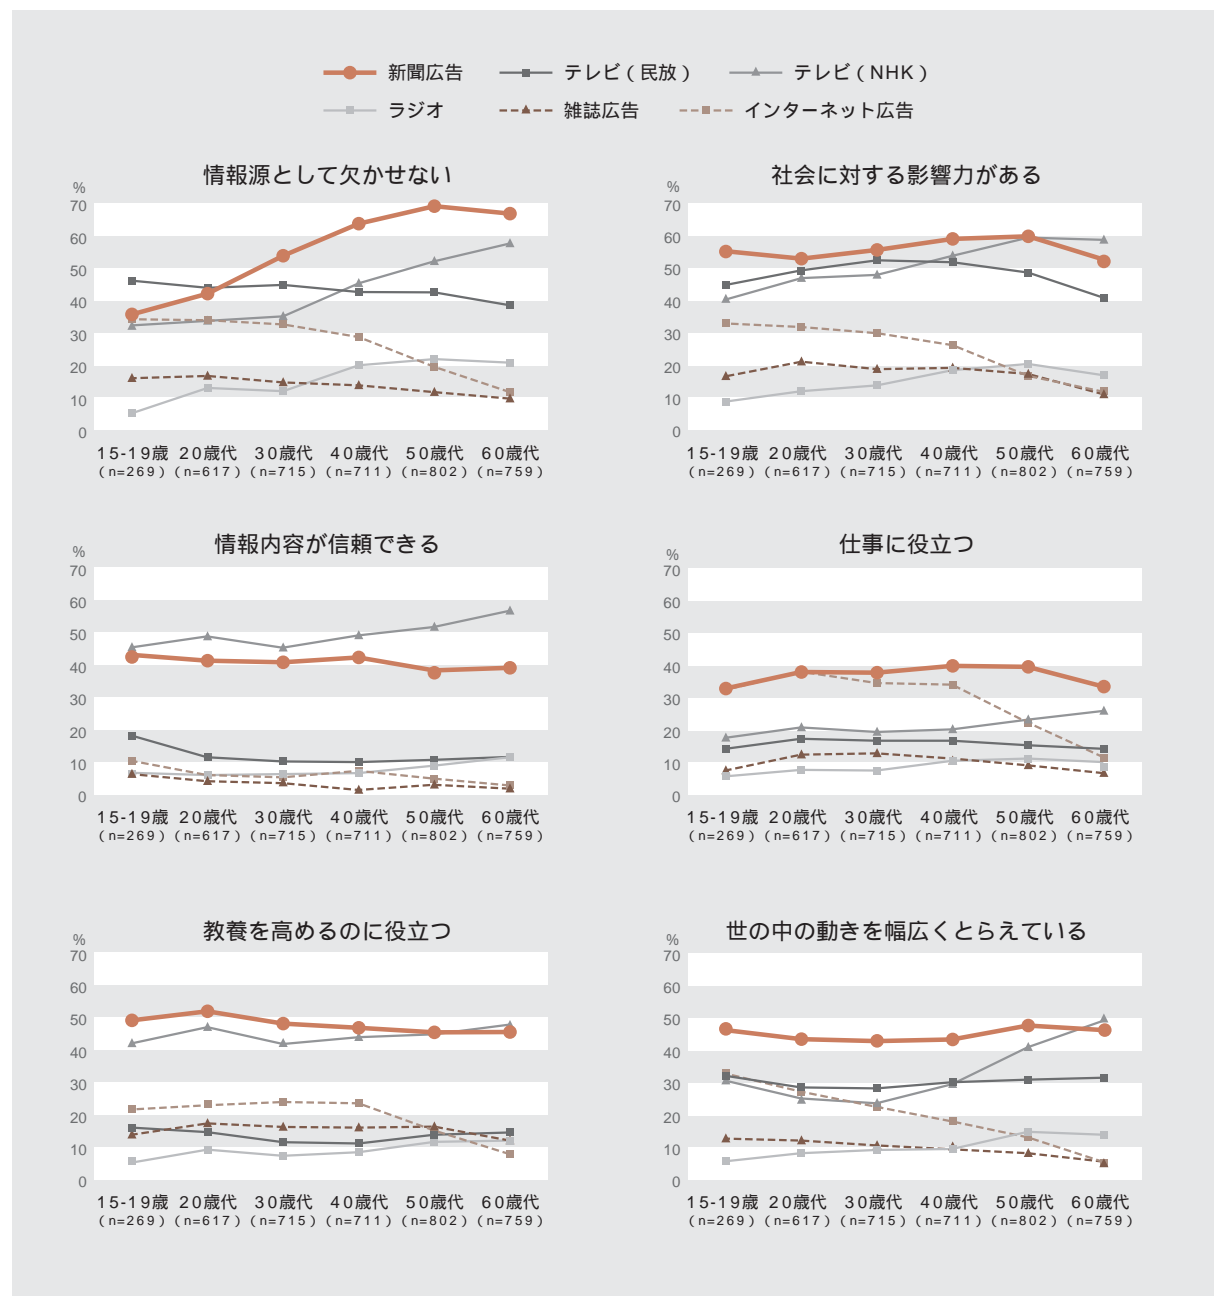 新聞広告 テレビ(民放) テレビ(NHK)
ラジオ 雑誌広告 インターネット広告
情報源として欠かせない
%
70
60
50
40
30
20
10
0
15-19歳 20歳代 30歳代 40歳代 50歳代 60歳代
(n=269) (n=617) (n=715) (n=711) (n=802) (n=759)
社会に対する影響力がある
%
70
60
50
40
30
20
10
0
15-19歳 20歳代 30歳代 40歳代 50歳代 60歳代
(n=269) (n=617) (n=715) (n=711) (n=802) (n=759)
情報内容が信頼できる
%
70
60
50
40
30
20
10
0
15-19歳 20歳代 30歳代 40歳代 50歳代 60歳代
(n=269) (n=617) (n=715) (n=711) (n=802) (n=759)
仕事に役立つ
%
70
60
50
40
30
20
10
0
15-19歳 20歳代 30歳代 40歳代 50歳代 60歳代
(n=269) (n=617) (n=715) (n=711) (n=802) (n=759)
教養を高めるのに役立つ
%
70
60
50
40
30
20
10
0
15-19歳 20歳代 30歳代 40歳代 50歳代 60歳代
(n=269) (n=617) (n=715) (n=711) (n=802) (n=759)
世の中の動きを幅広くとらえている
%
70
60
50
40
30
20
10
0
15-19歳 20歳代 30歳代 40歳代 50歳代 60歳代
(n=269) (n=617) (n=715) (n=711) (n=802) (n=759)